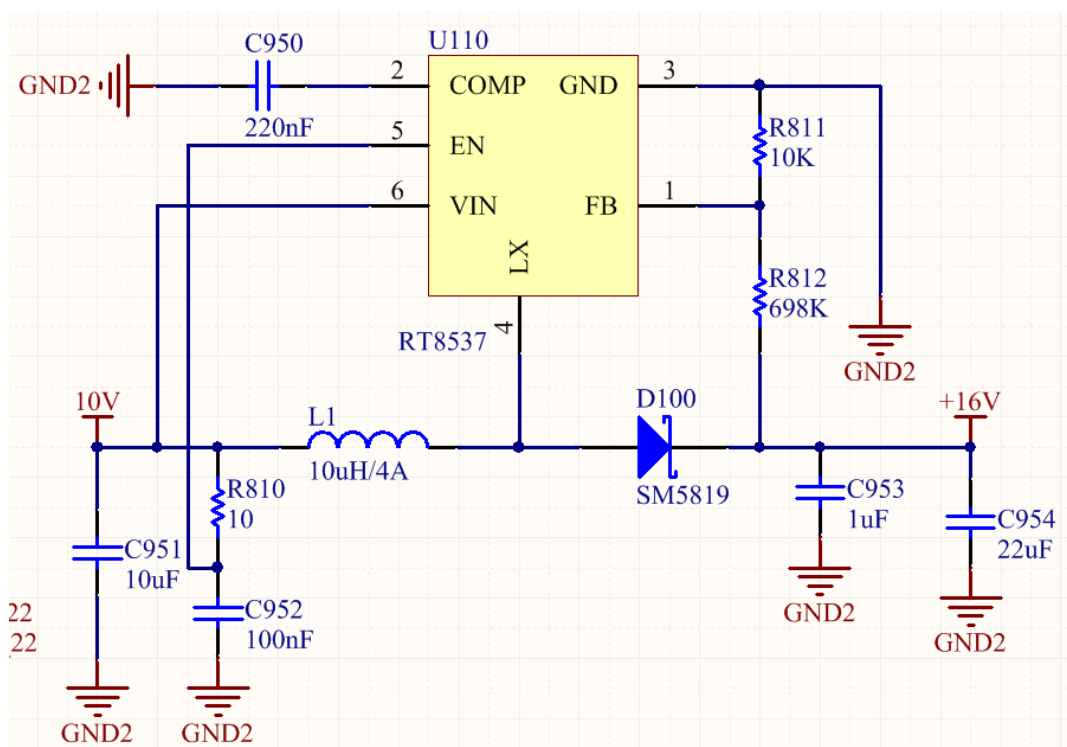 C950
U110
GND2
2
COMP
GND
3
220nF
R811
10K
5
EN
6
VIN
FB
1
LX
R812
698K
4
RT8537
GND2
10V
L1
D100
+16V
10uH/4A
SM5819
R810
10
C953
1uF
C951
10uF
C954
22uF
C952
100nF
22
22
GND2
GND2
GND2
GND2